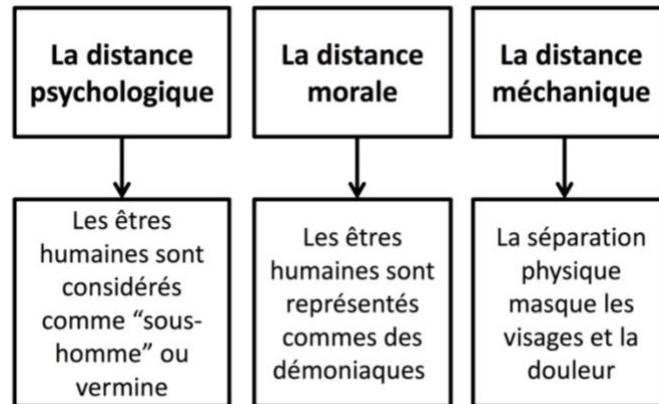 La distance
psychologique
La distance
morale
La distance
méchanique
Les êtres
humaines sont
considérés
comme “sous-
homme” ou
vermine
Les êtres
humaines sont
représentés
commes des
démoniaques
La séparation
physique
masque les
visages et la
douleur